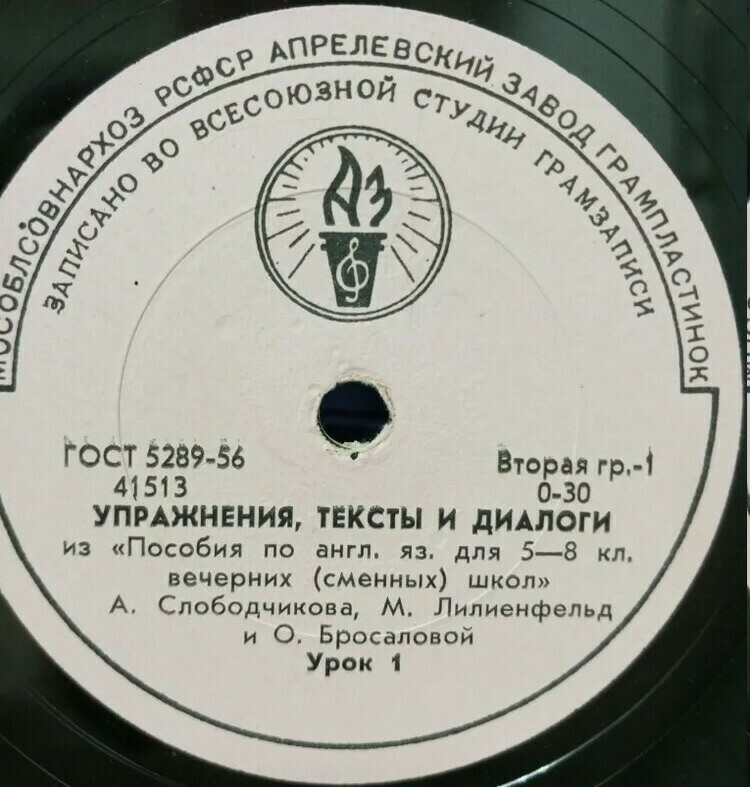 МОСОБЛСОВНАРХОЗ РСФСР АПРЕЛЕВСКИЙ ЗАВОД ГРАМПЛАСТИНОК
ЗАПИСАНО ВО ВСЕСОЮЗНОЙ СТУДИИ ГРАМЗАПИСИ
АЗ
ГОСТ 5289-56
Вторая гр.-1
41513
0-30
УПРАЖНЕНИЯ, ТЕКСТЫ И ДИАЛОГИ
из «Пособия по англ. яз. для 5—8 кл.
вечерних (сменных) школ»
А. Слободчикова, М. Лилиенфельд
и О. Бросаловой
Урок 1